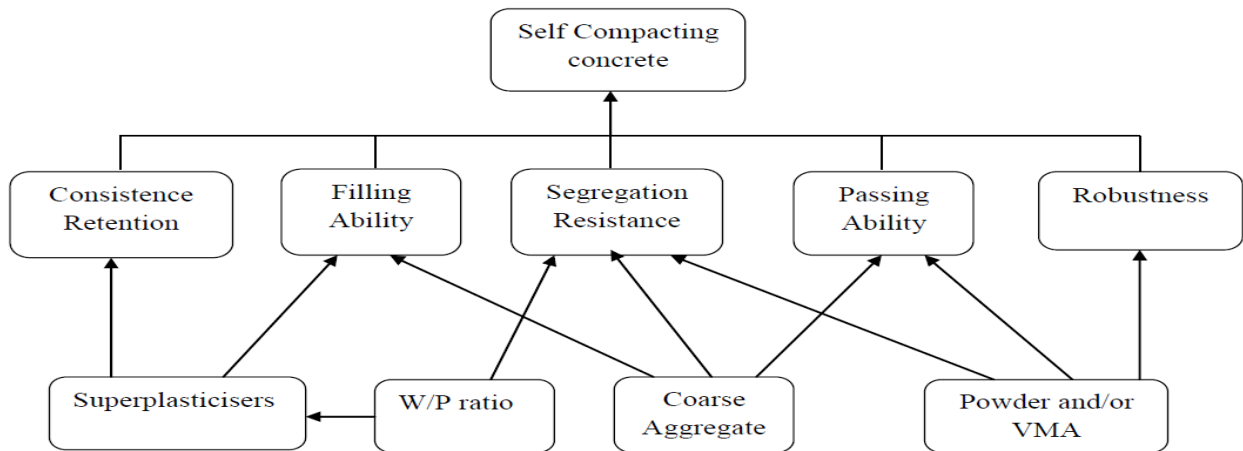 Self Compacting
concrete
Consistence
Retention
Filling
Ability
Segregation
Resistance
Passing
Ability
Robustness
Superplasticisers
W/P ratio
Coarse
Aggregate
Powder and/or
VMA